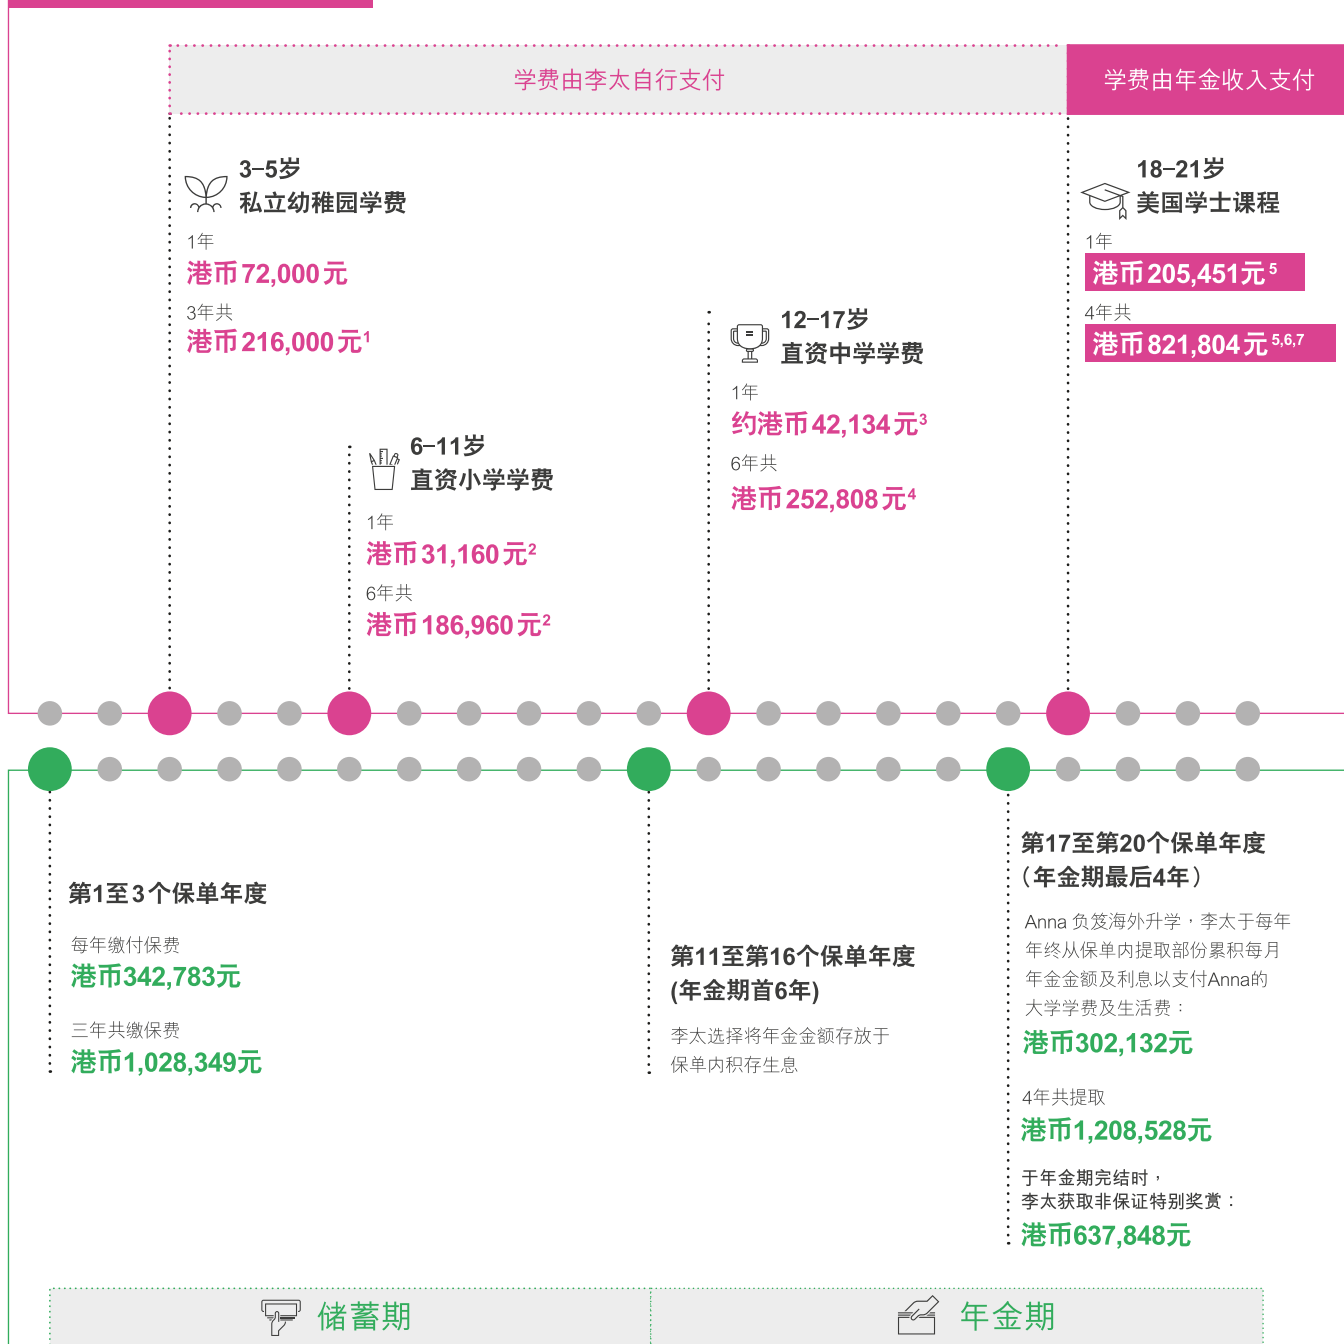 学费由李太自行支付
学费由年金收入支付
3–5岁
私立幼稚园学费
1年
港币72,000元
3年共
港币216,000元1
6–11岁
直资小学学费
1年
港币31,160元2
6年共
港币186,960元2
12–17岁
直资中学学费
1年
约港币42,134元3
6年共
港币252,808元4
18–21岁
美国学士课程
1年
港币205,451元5
4年共
港币821,804元5,6,7
第1至3个保单年度
每年缴付保费
港币342,783元
三年共缴保费
港币1,028,349元
第11至第16个保单年度
(年金期首6年)
李太选择将年金金额存放于
保单内积存生息
第17至第20个保单年度
（年金期最后4年）
Anna 负笈海外升学，李太于每年
年终从保单内提取部份累积每月
年金金额及利息以支付Anna的
大学学费及生活费：
港币302,132元
4年共提取
港币1,208,528元
于年金期完结时，
李太获取非保证特别奖赏：
港币637,848元
储蓄期
年金期